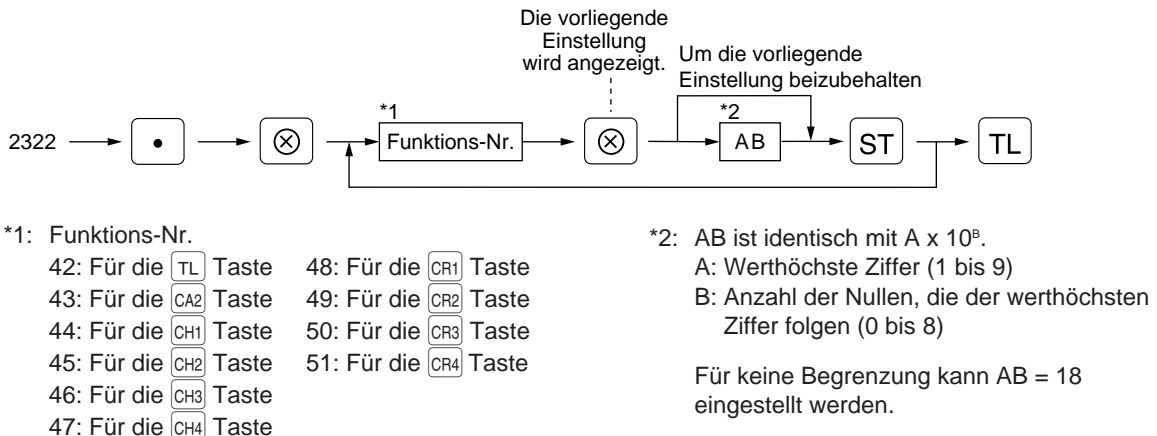 Die vorliegende
Einstellung
wird angezeigt.
Um die vorliegende
Einstellung beizubehalten
*1
*2
2322 • ⊗ Funktions-Nr. ⊗ AB ST TL
*1: Funktions-Nr.
42: Für die TL Taste 48: Für die CR1 Taste
43: Für die CA2 Taste 49: Für die CR2 Taste
44: Für die CH1 Taste 50: Für die CR3 Taste
45: Für die CH2 Taste 51: Für die CR4 Taste
46: Für die CH3 Taste
47: Für die CH4 Taste
*2: AB ist identisch mit A x 10ᴮ.
A: Werthöchste Ziffer (1 bis 9)
B: Anzahl der Nullen, die der werthöchsten
Ziffer folgen (0 bis 8)
Für keine Begrenzung kann AB = 18
eingestellt werden.